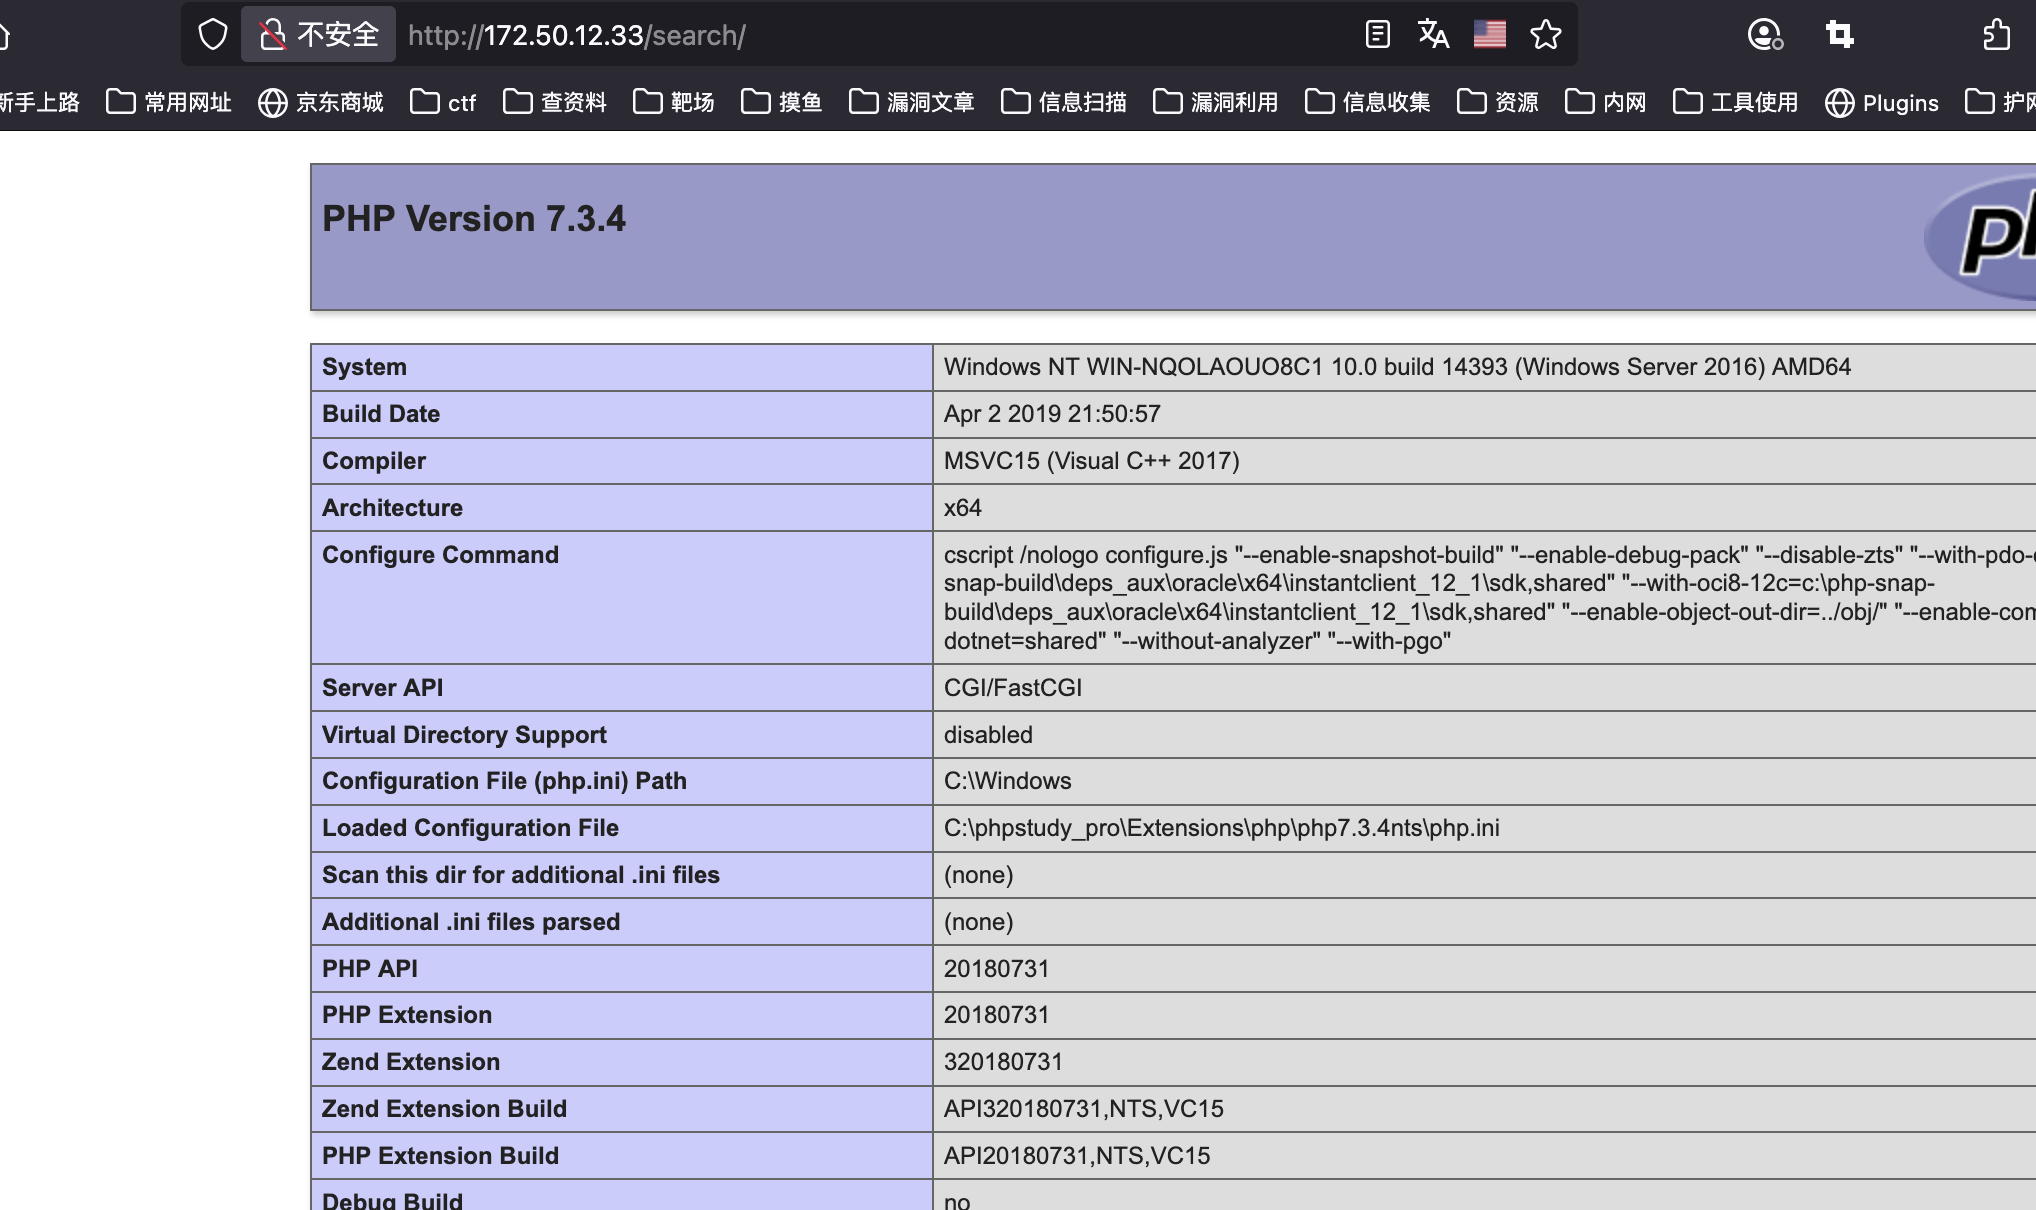 不安全 http://172.50.12.33/search/
新手上路 常用网址 京东商城 ctf 查资料 靶场 摸鱼 漏洞文章 信息扫描 漏洞利用 信息收集 资源 内网 工具使用 Plugins 护网
PHP Version 7.3.4
System Windows NT WIN-NQOLAOUO8C1 10.0 build 14393 (Windows Server 2016) AMD64
Build Date Apr 2 2019 21:50:57
Compiler MSVC15 (Visual C++ 2017)
Architecture x64
Configure Command cscript /nologo configure.js "--enable-snapshot-build" "--enable-debug-pack" "--disable-zts" "--with-pdo-
snap-build\deps_aux\oracle\x64\instantclient_12_1\sdk,shared" "--with-oci8-12c=c:\php-snap-
build\deps_aux\oracle\x64\instantclient_12_1\sdk,shared" "--enable-object-out-dir=../obj/" "--enable-com
dotnet=shared" "--without-analyzer" "--with-pgo"
Server API CGI/FastCGI
Virtual Directory Support disabled
Configuration File (php.ini) Path C:\Windows
Loaded Configuration File C:\phpstudy_pro\Extensions\php\php7.3.4nts\php.ini
Scan this dir for additional .ini files (none)
Additional .ini files parsed (none)
PHP API 20180731
PHP Extension 20180731
Zend Extension 320180731
Zend Extension Build API320180731,NTS,VC15
PHP Extension Build API20180731,NTS,VC15
Debug Build no